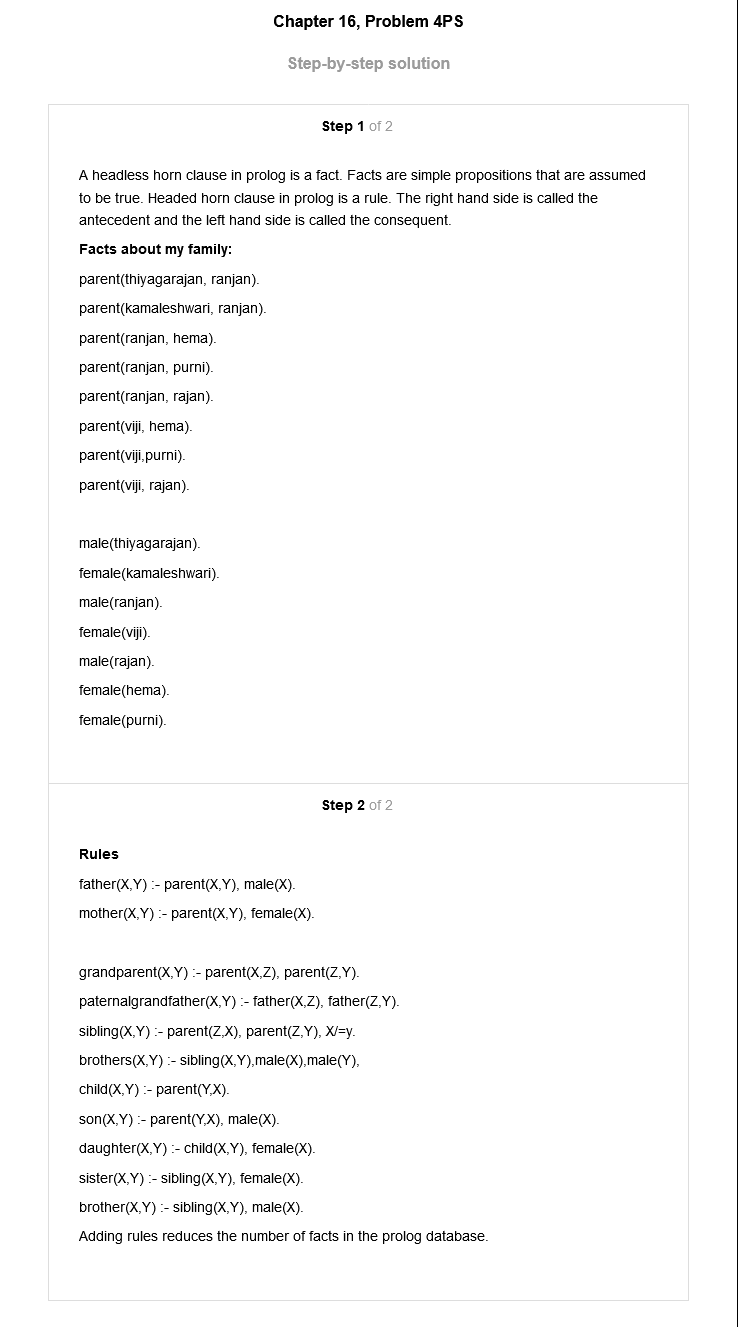 Chapter 16, Problem 4PS
Step-by-step solution
Step 1 of 2
A headless horn clause in prolog is a fact. Facts are simple propositions that are assumed
to be true. Headed horn clause in prolog is a rule. The right hand side is called the
antecedent and the left hand side is called the consequent.
Facts about my family:
parent(thiyagarajan, ranjan).
parent(kamaleshwari, ranjan).
parent(ranjan, hema).
parent(ranjan, purni).
parent(ranjan, rajan).
parent(viji, hema).
parent(viji,purni).
parent(viji, rajan).
male(thiyagarajan).
female(kamaleshwari).
male(ranjan).
female(viji).
male(rajan).
female(hema).
female(purni).
Step 2 of 2
Rules
father(X,Y) :- parent(X,Y), male(X).
mother(X,Y) :- parent(X,Y), female(X).
grandparent(X,Y) :- parent(X,Z), parent(Z,Y).
paternalgrandfather(X,Y) :- father(X,Z), father(Z,Y).
sibling(X,Y) :- parent(Z,X), parent(Z,Y), X/=y.
brothers(X,Y) :- sibling(X,Y),male(X),male(Y),
child(X,Y) :- parent(Y,X).
son(X,Y) :- parent(Y,X), male(X).
daughter(X,Y) :- child(X,Y), female(X).
sister(X,Y) :- sibling(X,Y), female(X).
brother(X,Y) :- sibling(X,Y), male(X).
Adding rules reduces the number of facts in the prolog database.